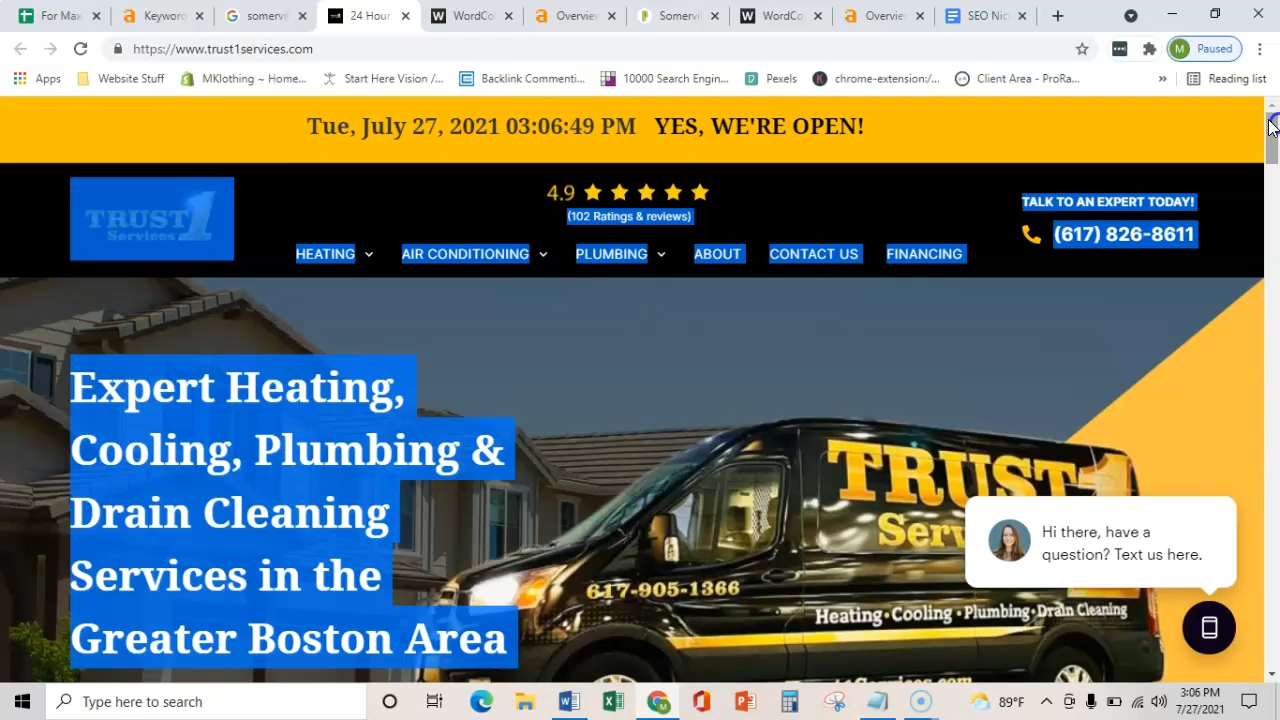 For Max
Keyword
somervil
24 Hour
WordCo
Overvie
Somervi
WordCo
Overvie
SEO Nic
https://www.trust1services.com
Paused
Apps
Website Stuff
MKlothing ~ Home...
Start Here Vision /...
Backlink Commenti...
10000 Search Engin...
Pexels
chrome-extension:/...
Client Area - ProRa...
»
Reading list
Tue, July 27, 2021 03:06:49 PM YES, WE'RE OPEN!
TRUST 1
Services
4.9
(102 Ratings & reviews)
TALK TO AN EXPERT TODAY!
(617) 826-8611
HEATING
AIR CONDITIONING
PLUMBING
ABOUT
CONTACT US
FINANCING
Expert Heating,
Cooling, Plumbing &
Drain Cleaning
Services in the
Greater Boston Area
TRUST 1
Serv
617-905-1366
Heating•Cooling •Plumbing•Drain Cleaning
Hi there, have a
question? Text us here.
Type here to search
89°F
3:06 PM
7/27/2021